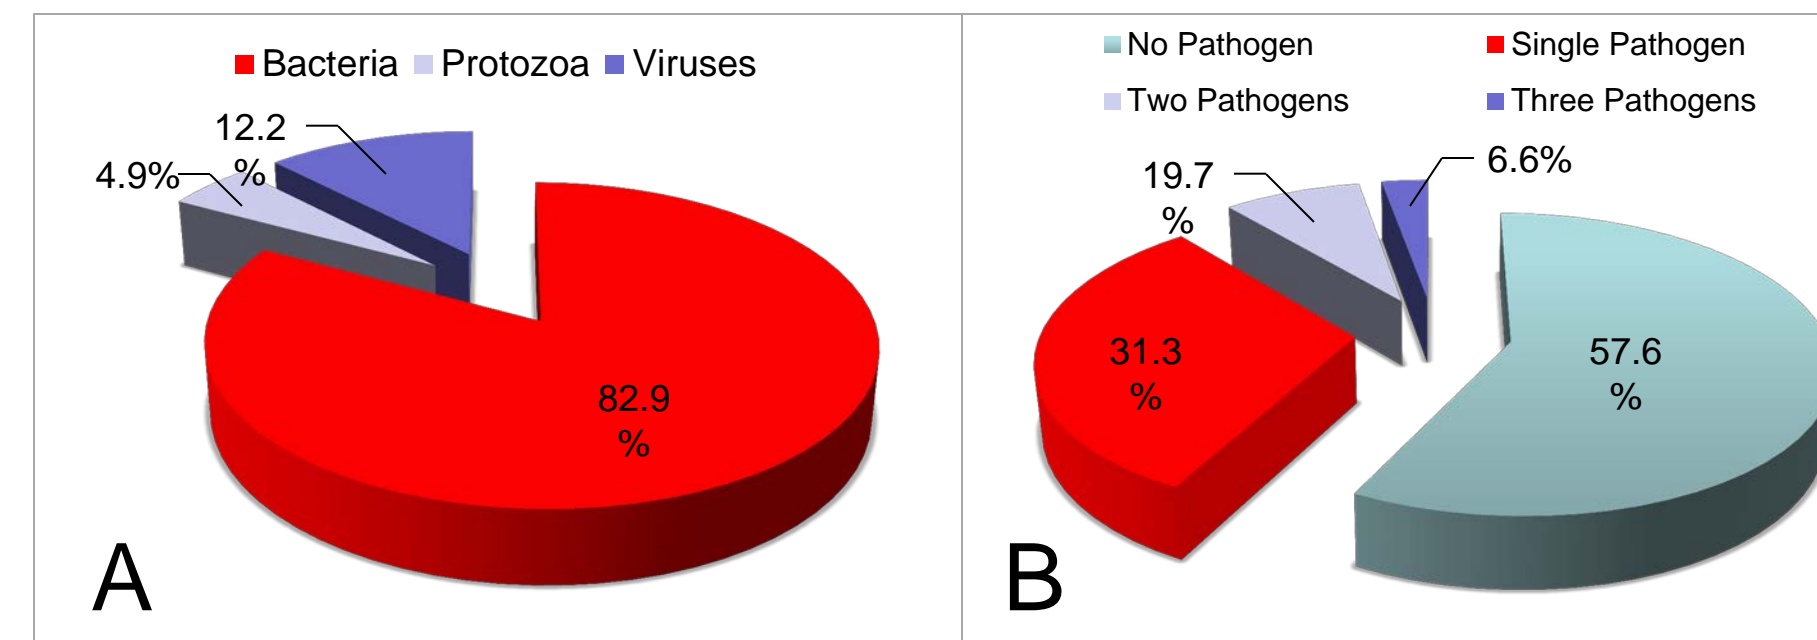 Bacteria Protozoa Viruses
12.2
%
4.9%
82.9
%
A
No Pathogen Single Pathogen
Two Pathogens Three Pathogens
19.7
%
6.6%
31.3
%
57.6
%
B